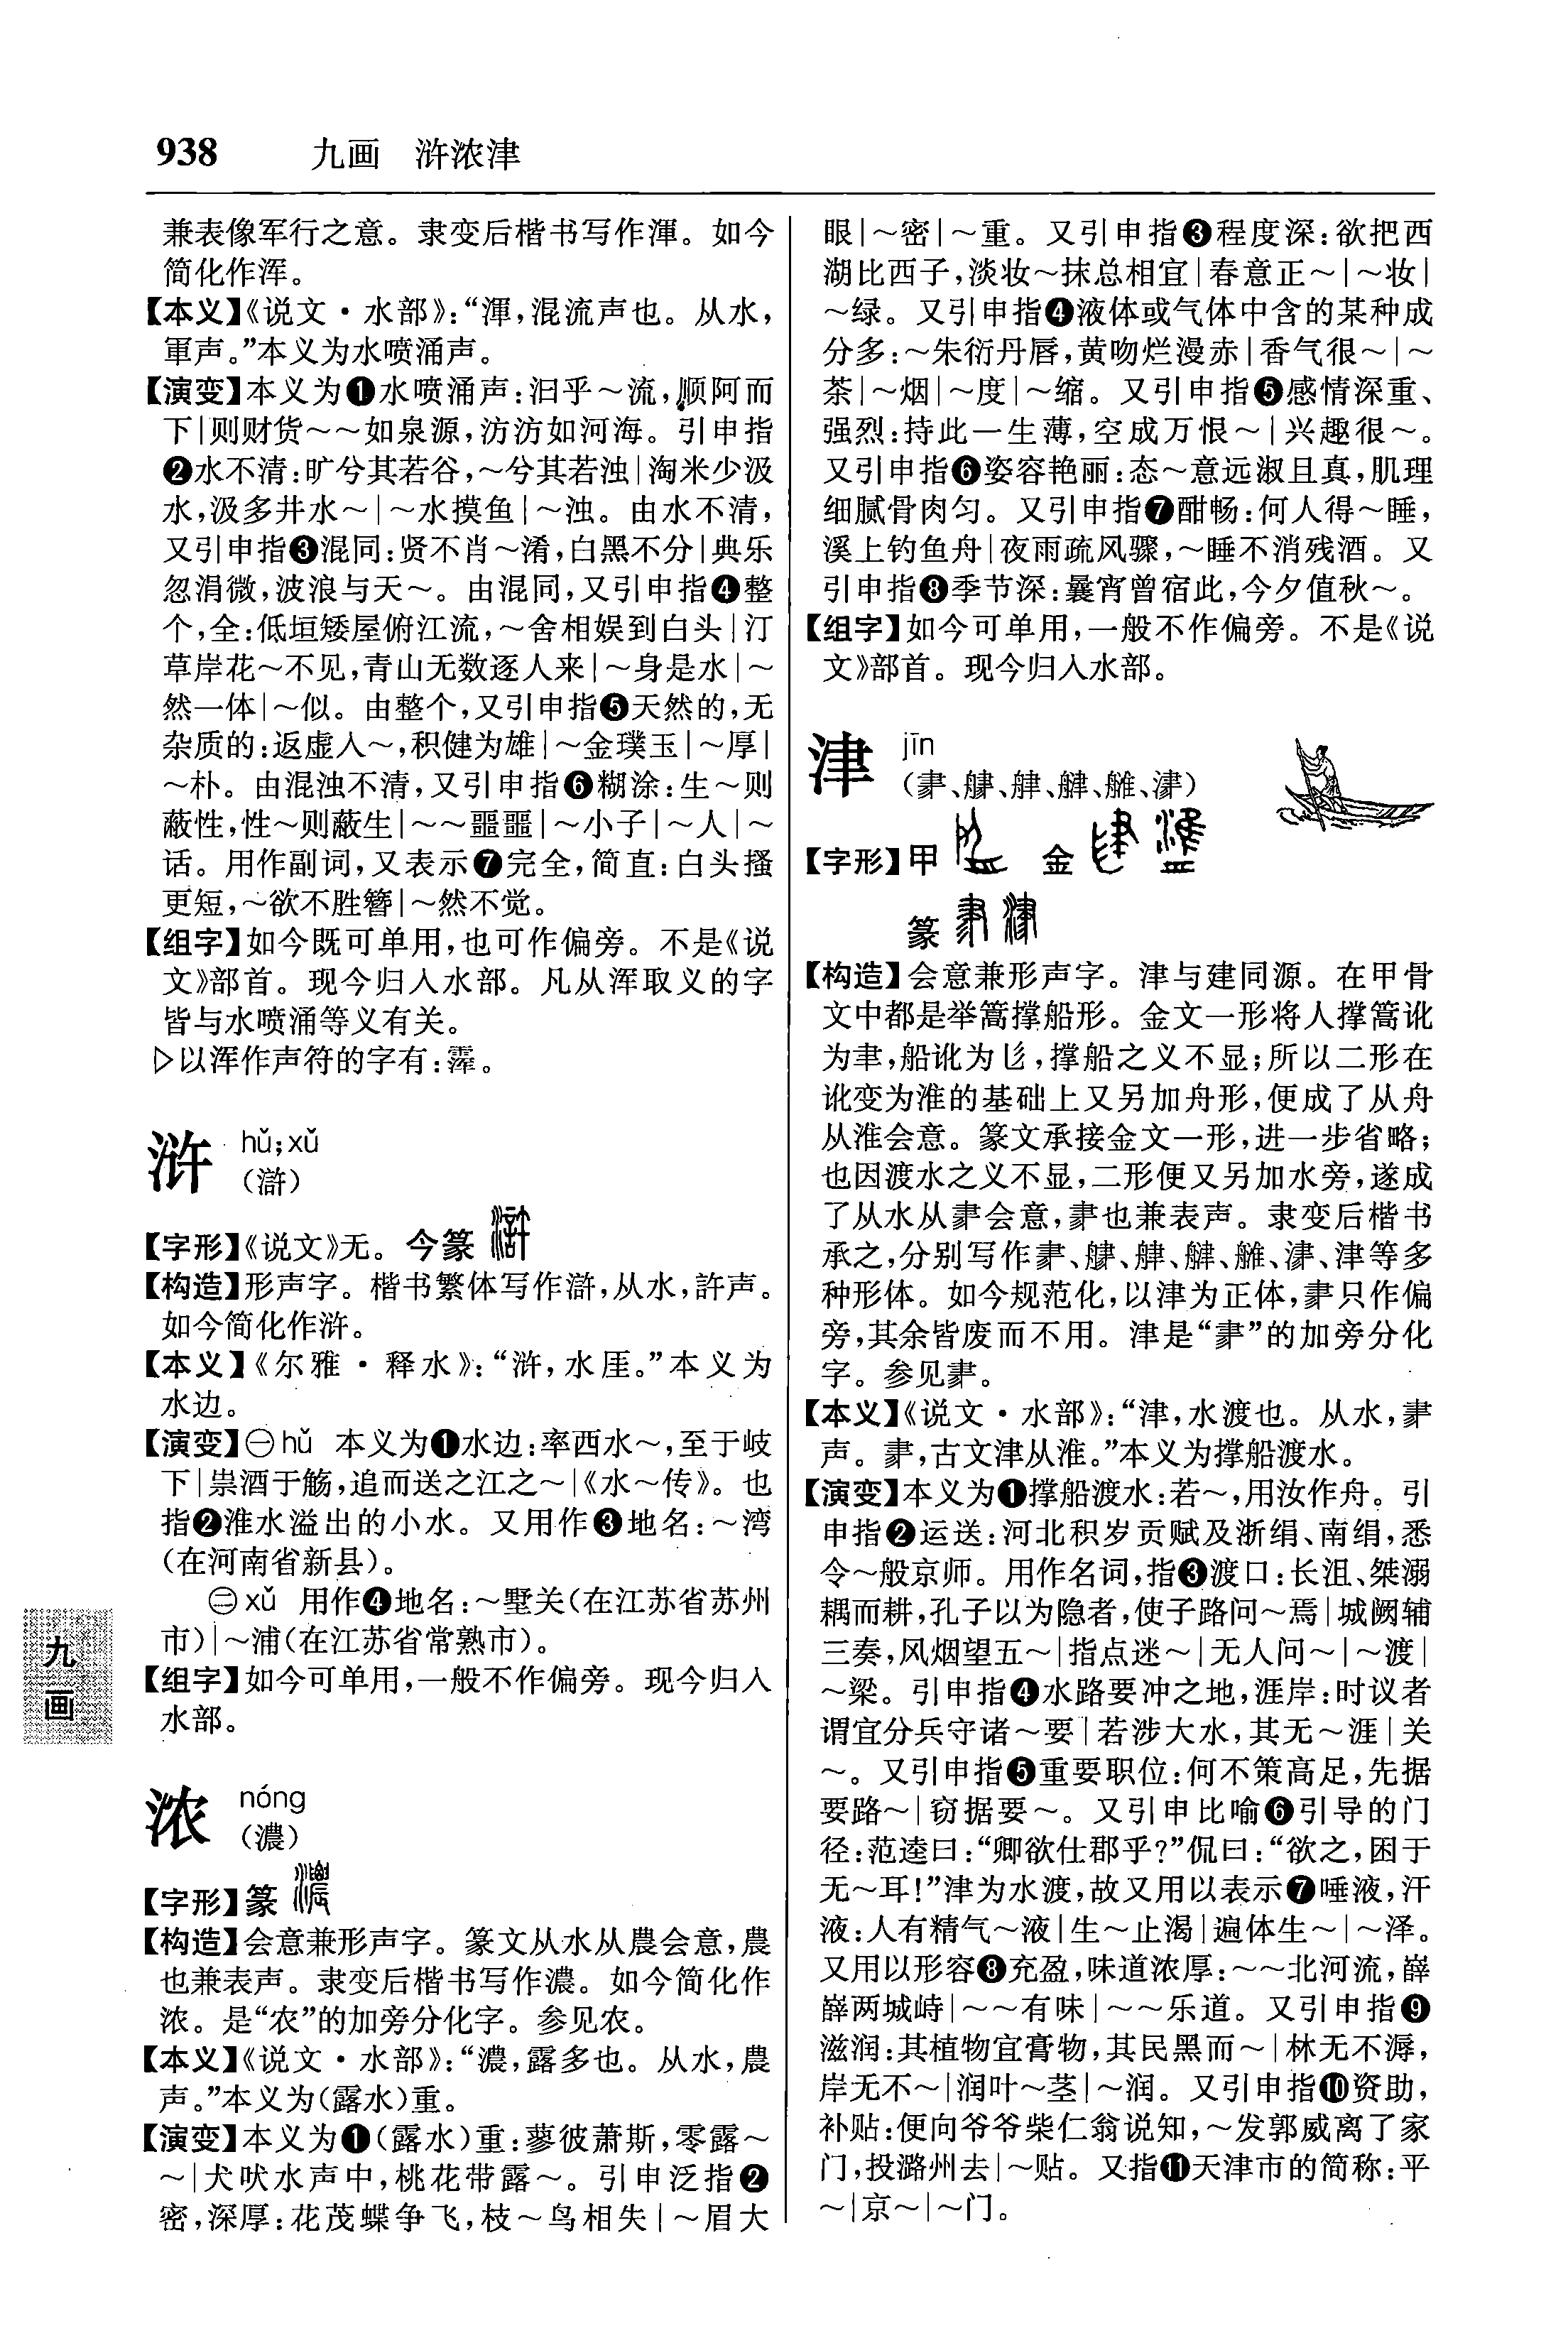 938 九画 浒浓津
兼表像军行之意。隶变后楷书写作渾。如今
简化作浑。
【本义】《说文·水部》：“渾，混流声也。从水，
軍声。”本义为水喷涌声。
【演变】本义为❶水喷涌声：汩乎～流，顺阿而
下|则财货～～如泉源，汸汸如河海。引申指
❷水不清：旷兮其若谷，～兮其若浊|淘米少汲
水，汲多井水～|～水摸鱼|～浊。由水不清，
又引申指❸混同：贤不肖～淆，白黑不分|典乐
忽涓微，波浪与天～。由混同，又引申指❹整
个，全：低垣矮屋俯江流，～舍相娱到白头|汀
草岸花～不见，青山无数逐人来|～身是水|～
然一体|～似。由整个，又引申指❺天然的，无
杂质的：返虚入～，积健为雄|～金璞玉|～厚|
～朴。由混浊不清，又引申指❻糊涂：生～则
蔽性，性～则蔽生|～～噩噩|～小子|～人|～
话。用作副词，又表示❼完全，简直：白头搔
更短，～欲不胜簪|～然不觉。
【组字】如今既可单用，也可作偏旁。不是《说
文》部首。现今归入水部。凡从浑取义的字
皆与水喷涌等义有关。
▷以浑作声符的字有：。
浒 hǔ；xǔ
（滸）
【字形】《说文》无。今篆
【构造】形声字。楷书繁体写作滸，从水，許声。
如今简化作浒。
【本义】《尔雅·释水》：“浒，水厓。”本义为
水边。
【演变】㊀hǔ 本义为❶水边：率西水～，至于岐
下|祟酒于觞，追而送之江之～|《水～传》。也
指❷淮水溢出的小水。又用作❸地名：～湾
（在河南省新县）。
㊁xǔ 用作❹地名：～墅关（在江苏省苏州
市）|～浦（在江苏省常熟市）。
【组字】如今可单用，一般不作偏旁。现今归入
水部。
浓 nóng
（濃）
【字形】篆
【构造】会意兼形声字。篆文从水从農会意，農
也兼表声。隶变后楷书写作濃。如今简化作
浓。是“农”的加旁分化字。参见农。
【本义】《说文·水部》：“濃，露多也。从水，農
声。”本义为（露水）重。
【演变】本义为❶（露水）重：蓼彼萧斯，零露～
～|犬吠水声中，桃花带露～。引申泛指❷
密，深厚：花茂蝶争飞，枝～鸟相失|～眉大
九画
眼|～密|～重。又引申指❸程度深：欲把西
湖比西子，淡妆～抹总相宜|春意正～|～妆|
～绿。又引申指❹液体或气体中含的某种成
分多：～朱衍丹唇，黄吻烂漫赤|香气很～|～
茶|～烟|～度|～缩。又引申指❺感情深重、
强烈：持此一生薄，空成万恨～|兴趣很～。
又引申指❻姿容艳丽：态～意远淑且真，肌理
细腻骨肉匀。又引申指❼酣畅：何人得～睡，
溪上钓鱼舟|夜雨疏风骤，～睡不消残酒。又
引申指❽季节深：曩宵曾宿此，今夕值秋～。
【组字】如今可单用，一般不作偏旁。不是《说
文》部首。现今归入水部。
津 jīn
【字形】甲 金
篆
【构造】会意兼形声字。津与建同源。在甲骨
文中都是举篙撑船形。金文一形将人撑篙讹
为聿，船讹为，撑船之义不显；所以二形在
讹变为淮的基础上又另加舟形，便成了从舟
从淮会意。篆文承接金文一形，进一步省略；
也因渡水之义不显，二形便又另加水旁，遂成
了从水从𦘔会意，𦘔也兼表声。隶变后楷书
承之，分别写作𦘔、津等多
种形体。如今规范化，以津为正体，𦘔只作偏
旁，其余皆废而不用。津是“𦘔”的加旁分化
字。参见𦘔。
【本义】《说文·水部》：“津，水渡也。从水，𦘔
声。𦘔，古文津从淮。”本义为撑船渡水。
【演变】本义为❶撑船渡水：若～，用汝作舟。引
申指❷运送：河北积岁贡赋及浙绢、南绢，悉
令～般京师。用作名词，指❸渡口：长沮、桀溺
耦而耕，孔子以为隐者，使子路问～焉|城阙辅
三奏，风烟望五～|指点迷～|无人问～|～渡|
～梁。引申指❹水路要冲之地，涯岸：时议者
谓宜分兵守诸～要|若涉大水，其无～涯|关
～。又引申指❺重要职位：何不策高足，先据
要路～|窃据要～。又引申比喻❻引导的门
径：范逵曰：“卿欲仕郡乎？”侃曰：“欲之，困于
无～耳！”津为水渡，故又用以表示❼唾液，汗
液：人有精气～液|生～止渴|遍体生～|～泽。
又用以形容❽充盈，味道浓厚：～～北河流，嶭
嶭两城峙|～～有味|～～乐道。又引申指❾
滋润：其植物宜膏物，其民黑而～|林无不溽，
岸无不～|润叶～茎|～润。又引申指❿资助，
补贴：便向爷爷柴仁翁说知，～发郭威离了家
门，投潞州去|～贴。又指⓫天津市的简称：平
～|京～|～门。